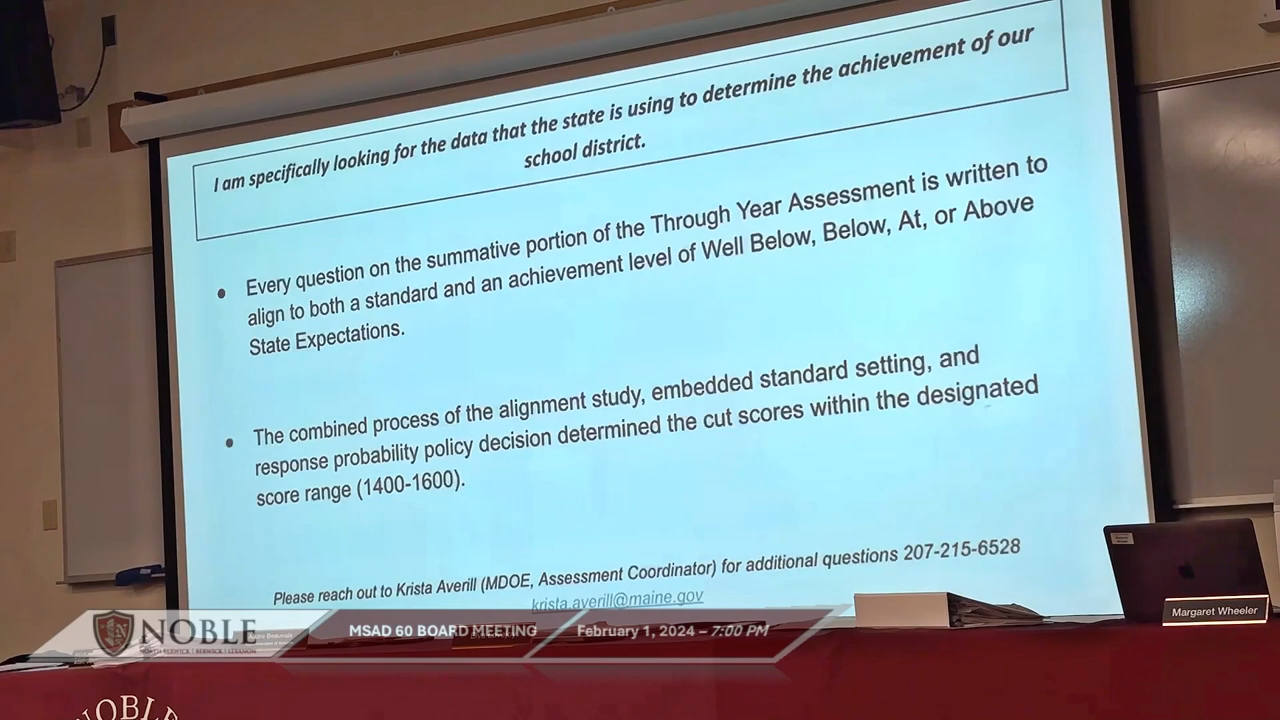 I am specifically looking for the data that the state is using to determine the achievement of our
school district.
Every question on the summative portion of the Through Year Assessment is written to
align to both a standard and an achievement level of Well Below, Below, At, or Above
State Expectations.
The combined process of the alignment study, embedded standard setting, and
response probability policy decision determined the cut scores within the designated
score range (1400-1600).
Please reach out to Krista Averill (MDOE, Assessment Coordinator) for additional questions 207-215-6528
krista.averill@maine.gov
Margaret Wheeler
NOBLE
NORTH BERWICK | BERWICK | LEBANON
MSAD 60 BOARD MEETING
February 1, 2024 – 7:00 PM
NOBLE